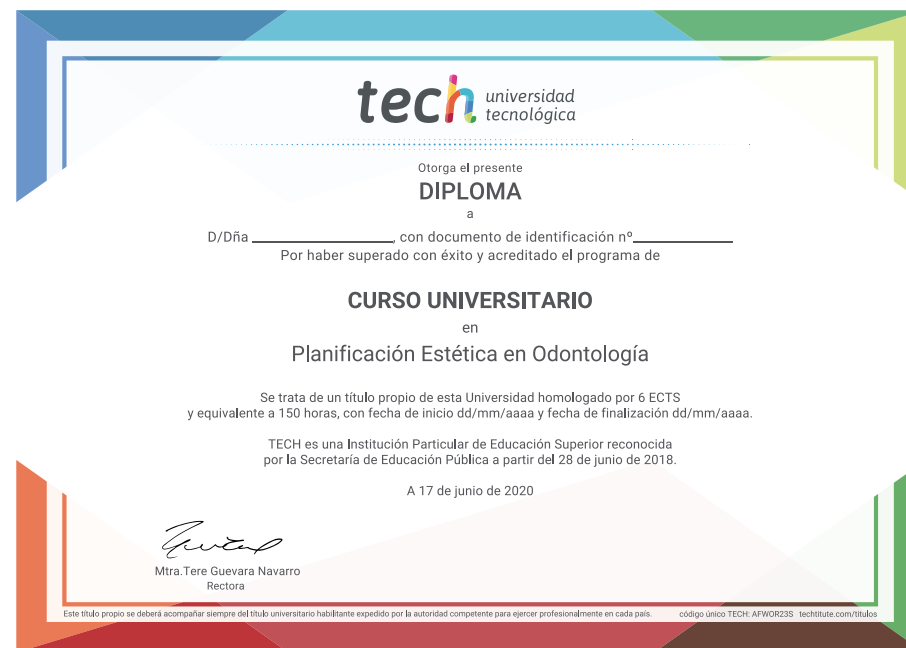 tech universidad
tecnológica
Otorga el presente
DIPLOMA
a
D/Dña ____________________, con documento de identificación nº______________
Por haber superado con éxito y acreditado el programa de
CURSO UNIVERSITARIO
en
Planificación Estética en Odontología
Se trata de un título propio de esta Universidad homologado por 6 ECTS
y equivalente a 150 horas, con fecha de inicio dd/mm/aaaa y fecha de finalización dd/mm/aaaa.
TECH es una Institución Particular de Educación Superior reconocida
por la Secretaría de Educación Pública a partir del 28 de junio de 2018.
A 17 de junio de 2020
Mtra.Tere Guevara Navarro
Rectora
Este título propio se deberá acompañar siempre del título universitario habilitante expedido por la autoridad competente para ejercer profesionalmente en cada país. código único TECH: AFWOR23S techtitute.com/titulos